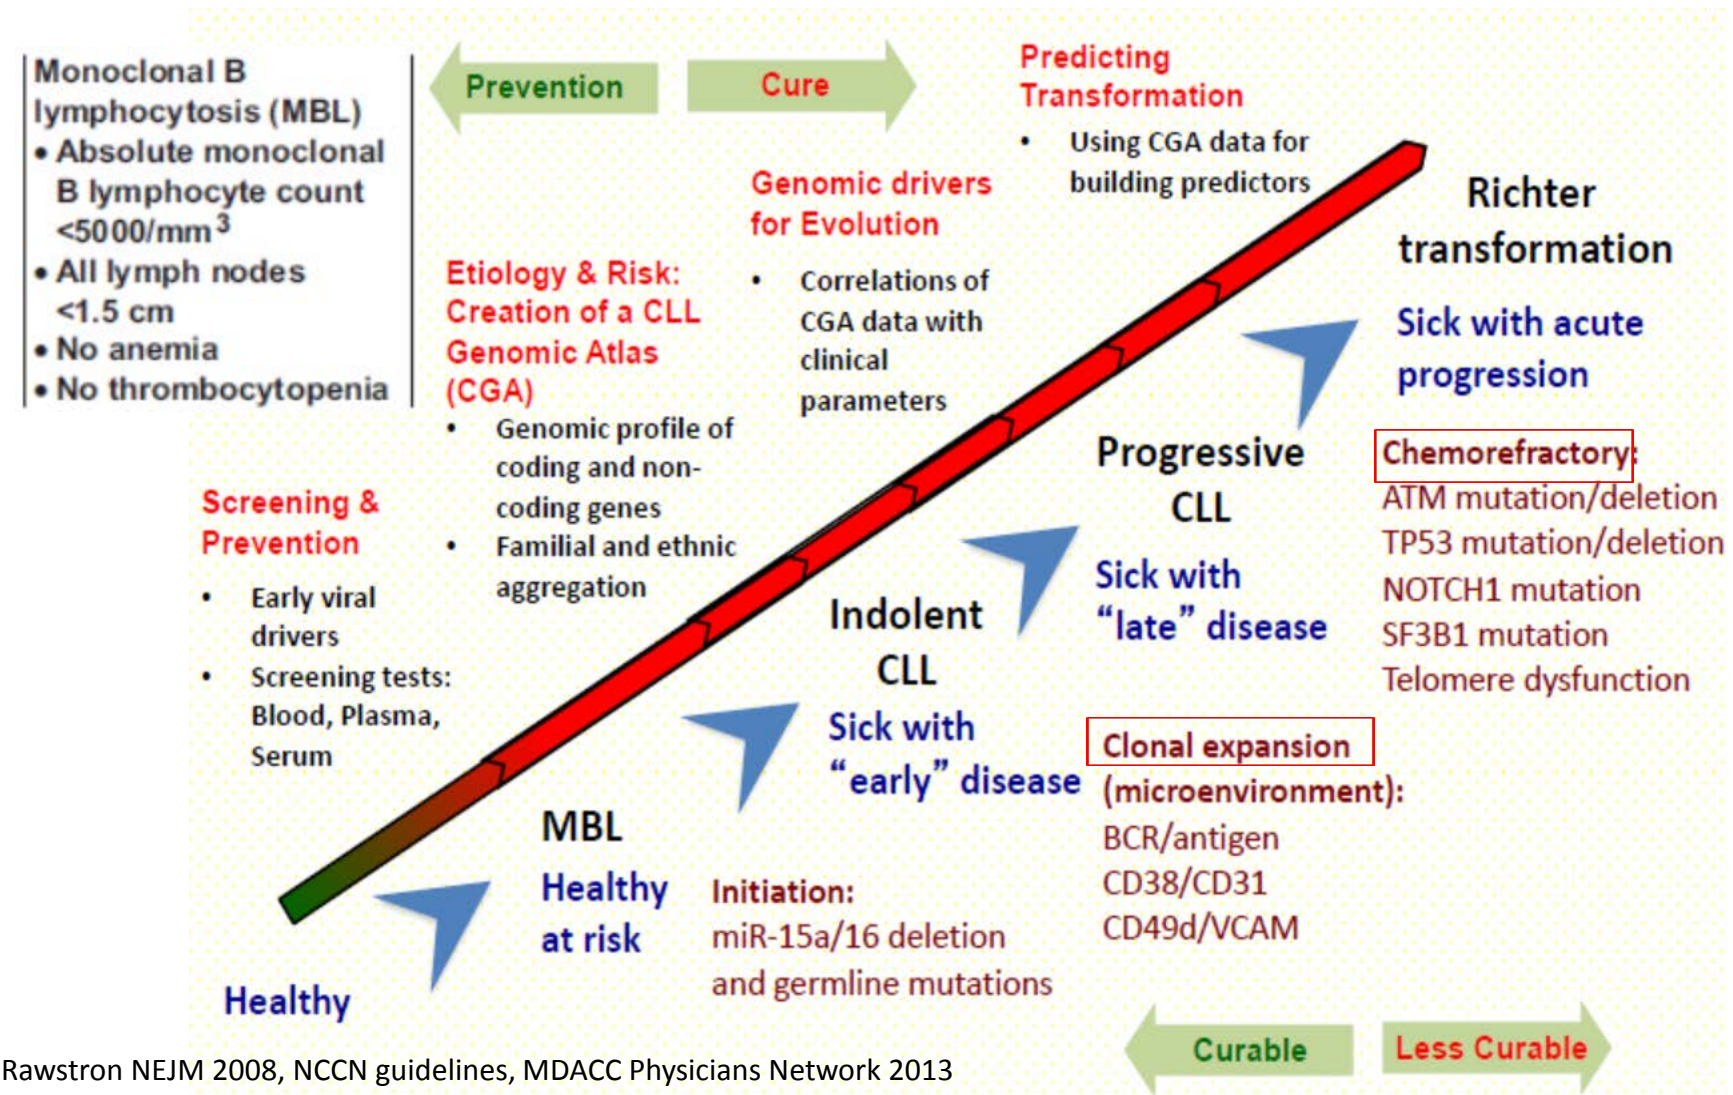 Monoclonal B
lymphocytosis (MBL)
• Absolute monoclonal
B lymphocyte count
<5000/mm³
• All lymph nodes
<1.5 cm
• No anemia
• No thrombocytopenia
Prevention
Cure
Predicting
Transformation
• Using CGA data for
building predictors
Genomic drivers
for Evolution
• Correlations of
CGA data with
clinical
parameters
Etiology & Risk:
Creation of a CLL
Genomic Atlas
(CGA)
• Genomic profile of
coding and non-
coding genes
• Familial and ethnic
aggregation
Screening &
Prevention
• Early viral
drivers
• Screening tests:
Blood, Plasma,
Serum
Healthy
MBL
Healthy
at risk
Initiation:
miR-15a/16 deletion
and germline mutations
Indolent
CLL
Sick with
“early” disease
Clonal expansion
(microenvironment):
BCR/antigen
CD38/CD31
CD49d/VCAM
Progressive
CLL
Sick with
“late” disease
Richter
transformation
Sick with acute
progression
Chemorefractory:
ATM mutation/deletion
TP53 mutation/deletion
NOTCH1 mutation
SF3B1 mutation
Telomere dysfunction
Curable
Less Curable
Rawstron NEJM 2008, NCCN guidelines, MDACC Physicians Network 2013